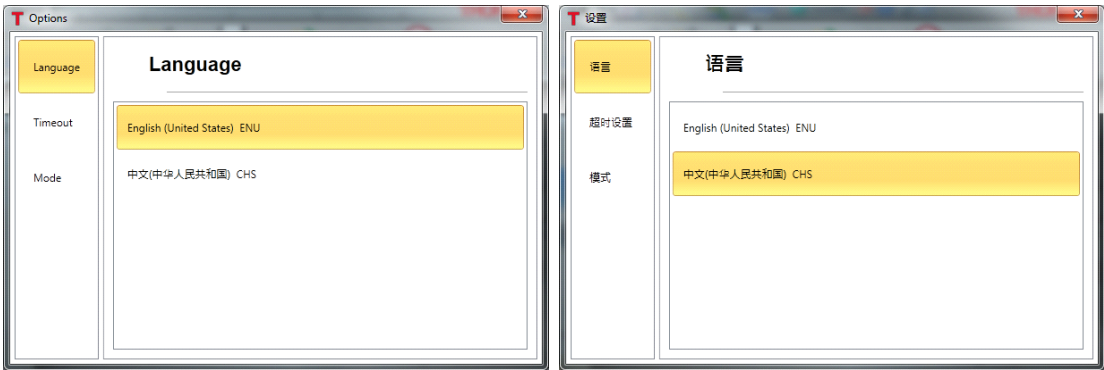 T Options
Language
Timeout
Mode
Language
English (United States) ENU
中文(中华人民共和国) CHS
T 设置
语言
超时设置
模式
语言
English (United States) ENU
中文(中华人民共和国) CHS